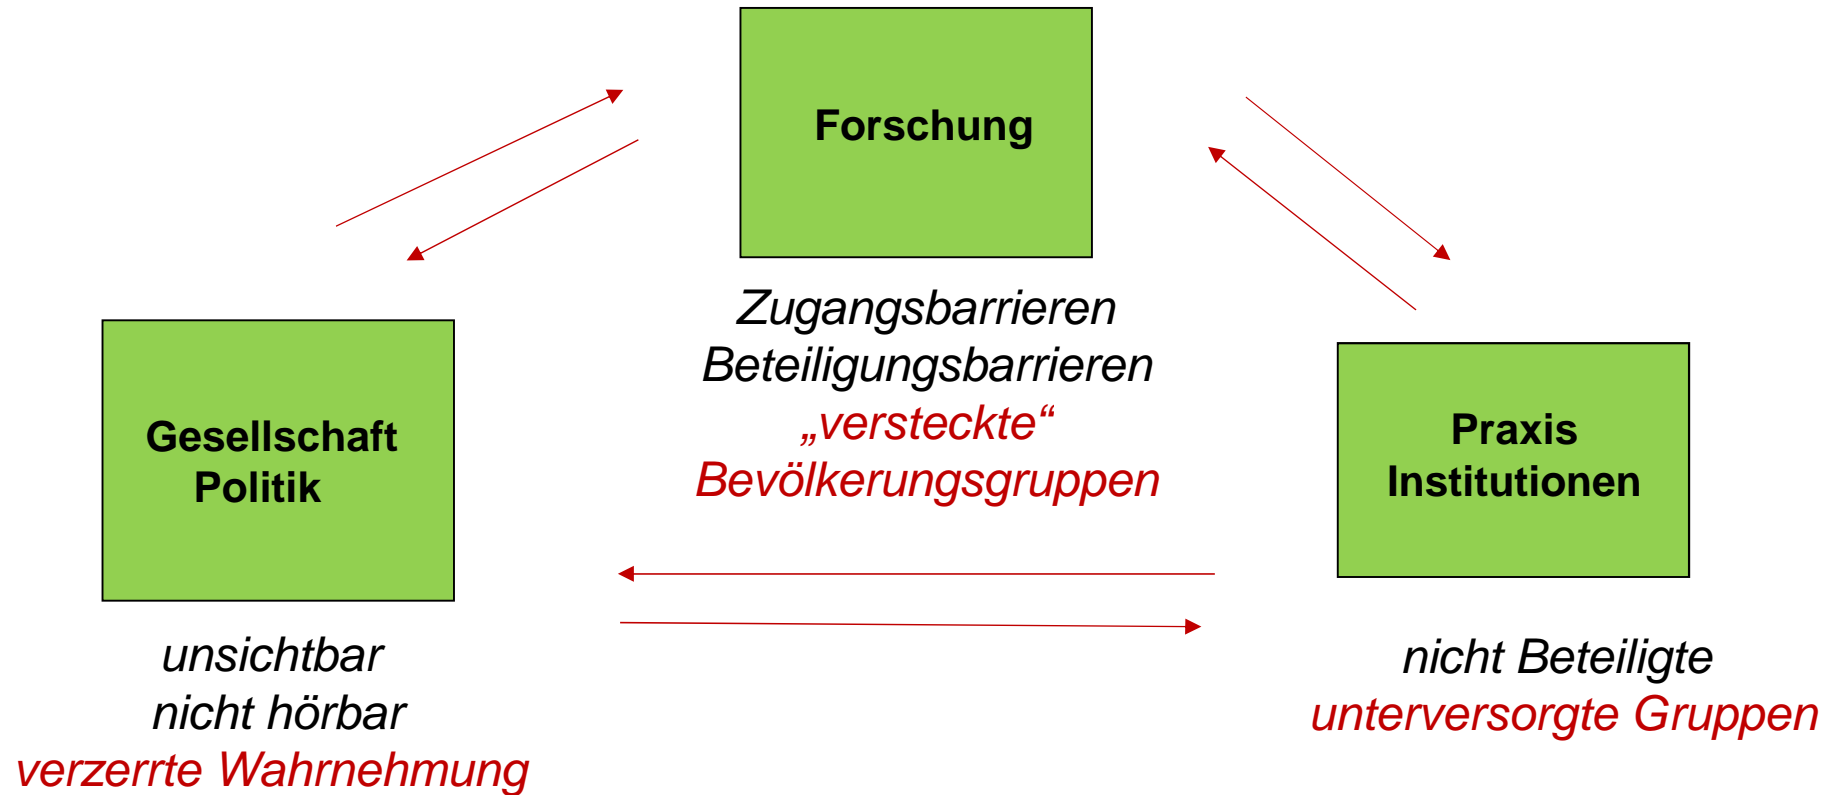 Forschung
Zugangsbarrieren
Beteiligungsbarrieren
„versteckte“
Bevölkerungsgruppen
Gesellschaft
Politik
unsichtbar
nicht hörbar
verzerrte Wahrnehmung
Praxis
Institutionen
nicht Beteiligte
unterversorgte Gruppen